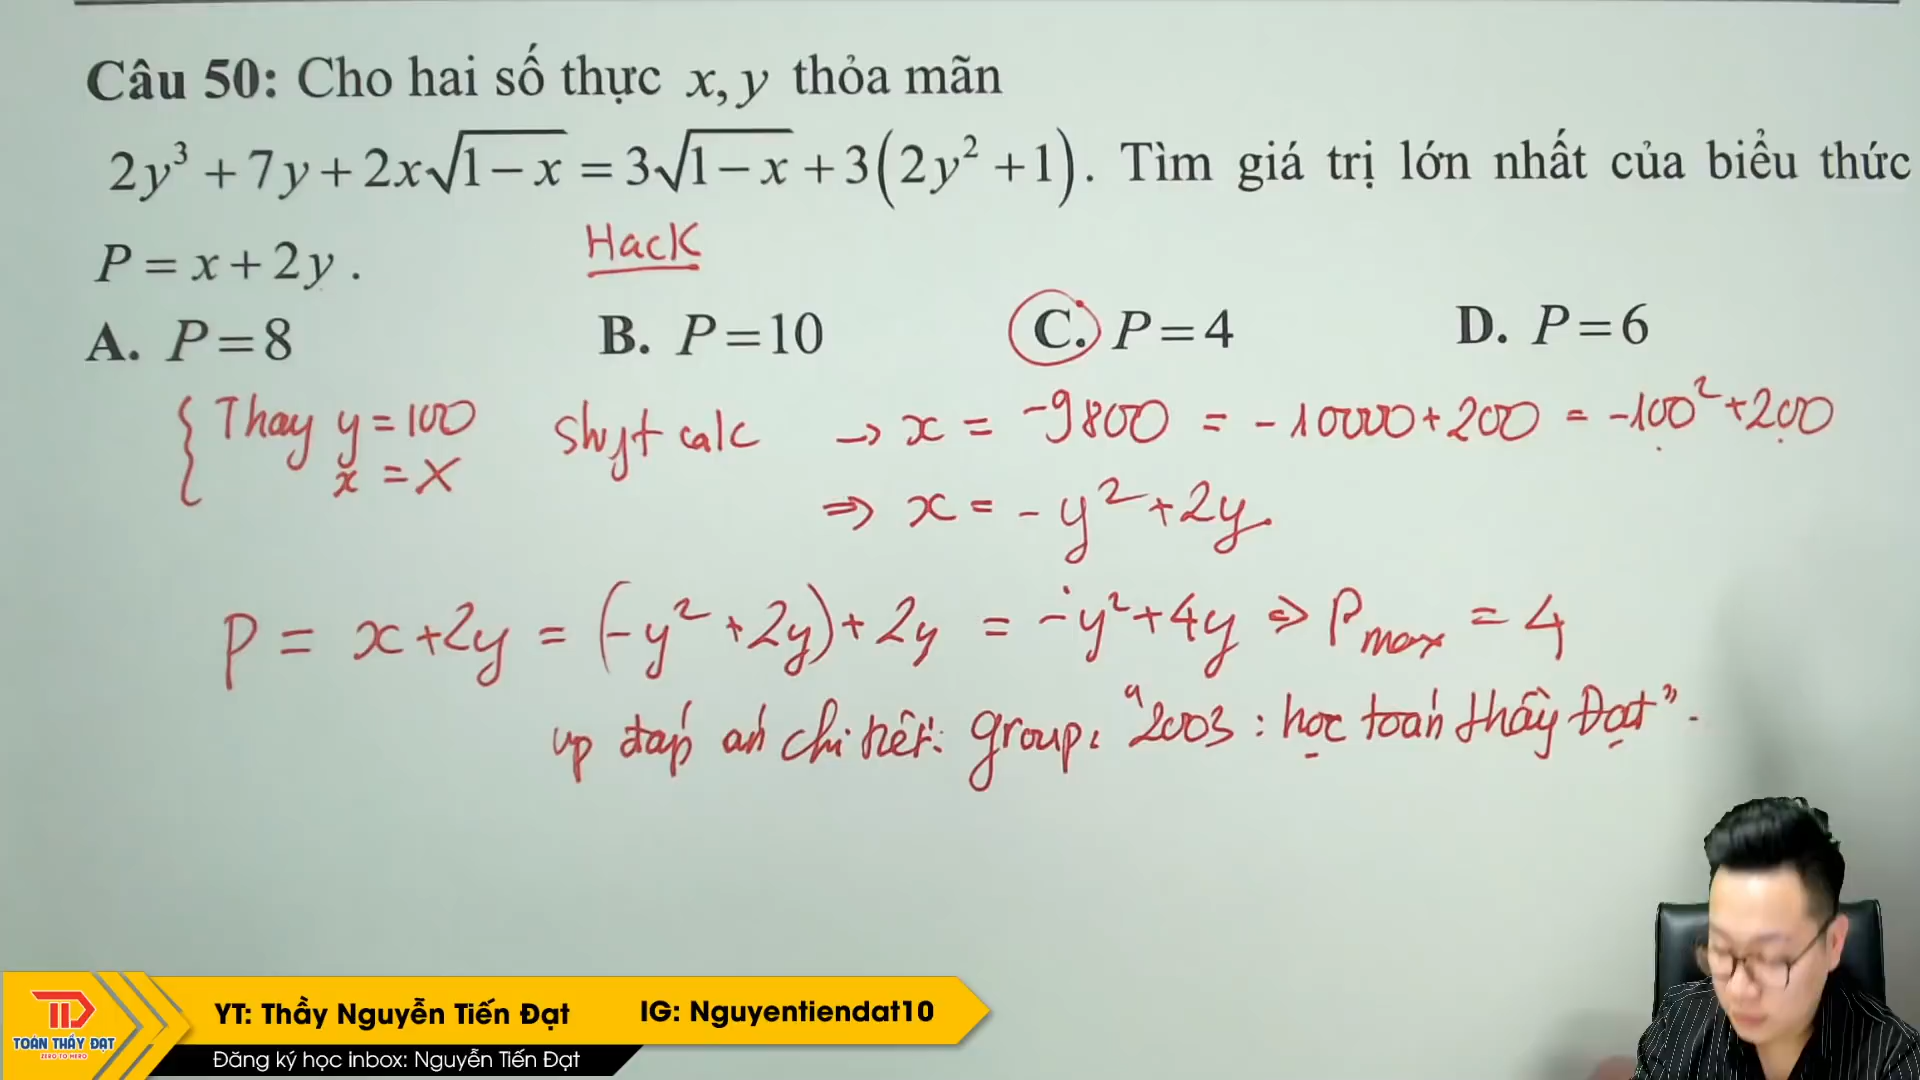 Câu 50: Cho hai số thực x, y thỏa mãn
2y³ + 7y + 2x√(1−x) = 3√(1−x) + 3(2y² + 1). Tìm giá trị lớn nhất của biểu thức
P = x + 2y .
Hack
A. P = 8 B. P = 10 C. P = 4 D. P = 6
{ Thay y = 100 Shyft calc → x = -9800 = -10000+200 = -100²+200
x = X
⇒ x = -y²+2y.
P = x+2y = (-y²+2y)+2y = -y²+4y ⇒ Pmax = 4
up đáp án chi tiết: group: "2003 : học toán thầy Đạt".
YT: Thầy Nguyễn Tiến Đạt IG: Nguyentiendat10
TOÁN THẦY ĐẠT
ZERO TO HERO
Đăng ký học inbox: Nguyễn Tiến Đạt